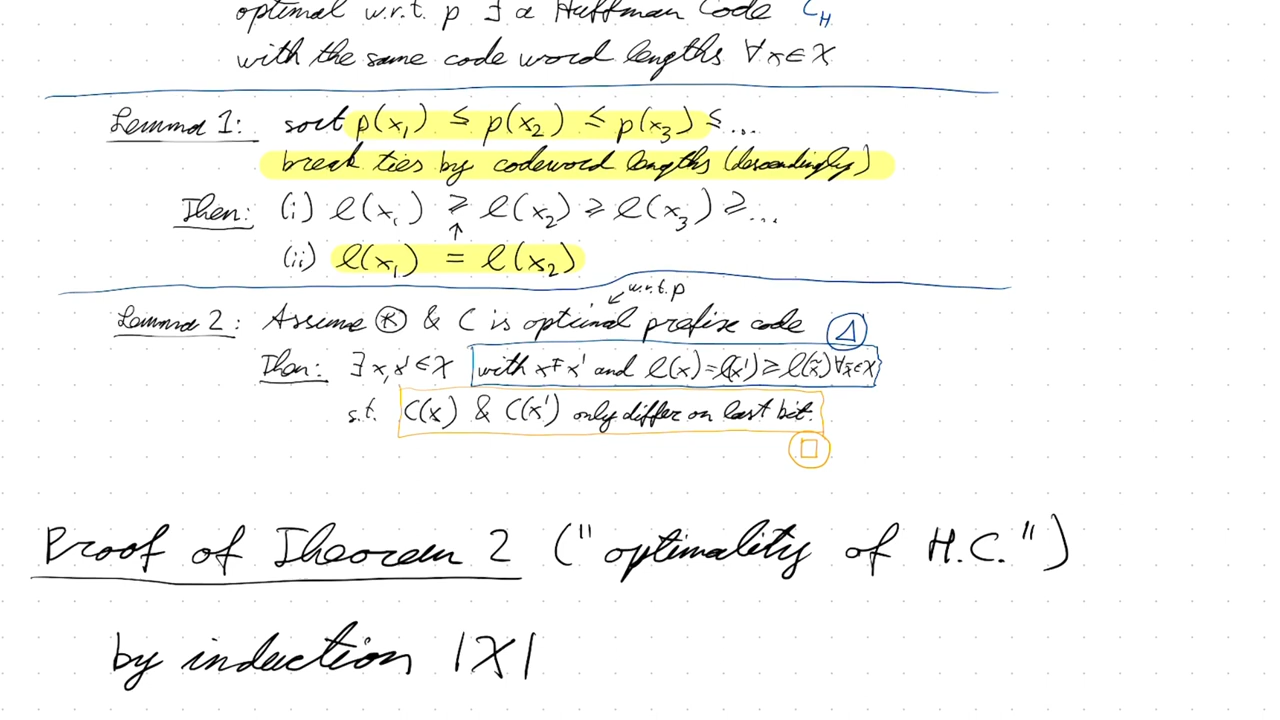 optimal w.r.t. p ∃ a Huffman Code C_H
with the same code word lengths ∀x∈X
Lemma 1: sort p(x₁) ≤ p(x₂) ≤ p(x₃) ≤ ...
break ties by codeword lengths (descendingly)
Then: (i) ℓ(x₁) ≥ ℓ(x₂) ≥ ℓ(x₃) ≥ ...
↑
(ii) ℓ(x₁) = ℓ(x₂)
w.r.t. p
Lemma 2: Assume ⊛ & C is optimal prefix code △
Then: ∃ x,x' ∈ X with x≠x' and ℓ(x)=ℓ(x')≥ℓ(x̃) ∀x̃∈X
s.t. C(x) & C(x') only differ on last bit.
□
Proof of Theorem 2 ("optimality of H.C.")
by induction |X|